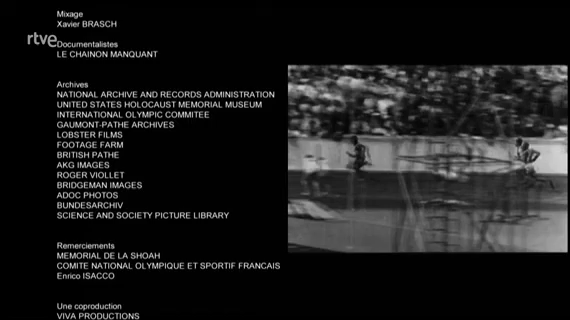 Mixage
Xavier BRASCH
rtve
Documentalistes
LE CHAINON MANQUANT
Archives
NATIONAL ARCHIVE AND RECORDS ADMINISTRATION
UNITED STATES HOLOCAUST MEMORIAL MUSEUM
INTERNATIONAL OLYMPIC COMMITEE
GAUMONT-PATHE ARCHIVES
LOBSTER FILMS
FOOTAGE FARM
BRITISH PATHE
AKG IMAGES
ROGER VIOLLET
BRIDGEMAN IMAGES
ADOC PHOTOS
BUNDESARCHIV
SCIENCE AND SOCIETY PICTURE LIBRARY
Remerciements
MEMORIAL DE LA SHOAH
COMITE NATIONAL OLYMPIQUE ET SPORTIF FRANCAIS
Enrico ISACCO
Une coproduction
VIVA PRODUCTIONS